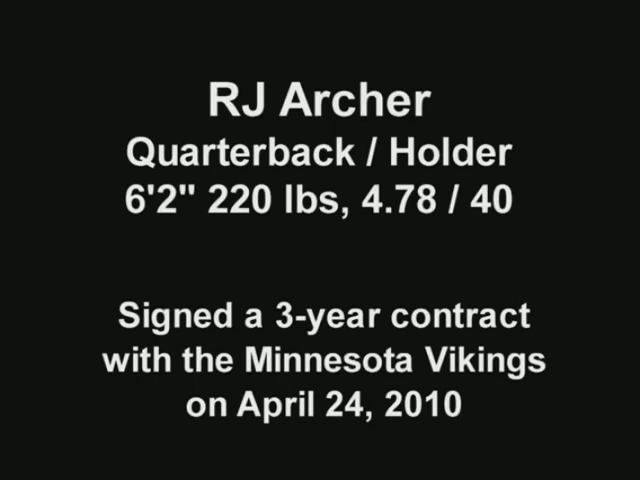 RJ Archer
Quarterback / Holder
6'2" 220 lbs, 4.78 / 40
Signed a 3-year contract
with the Minnesota Vikings
on April 24, 2010